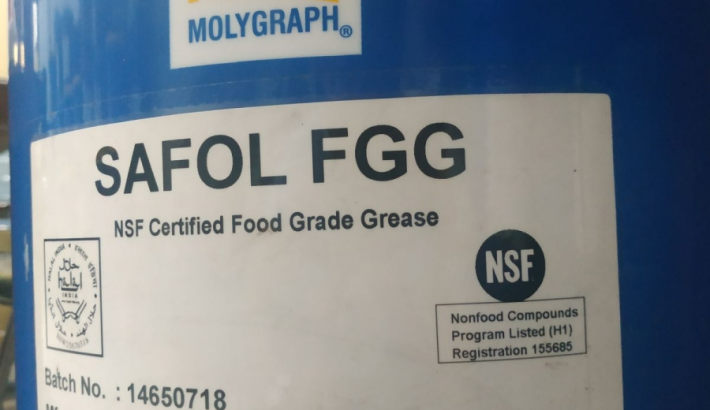 MOLYGRAPH®
SAFOL FGG
NSF Certified Food Grade Grease
NSF
INDIA
Nonfood Compounds
Program Listed (H1)
Registration 155685
Batch No. : 14650718